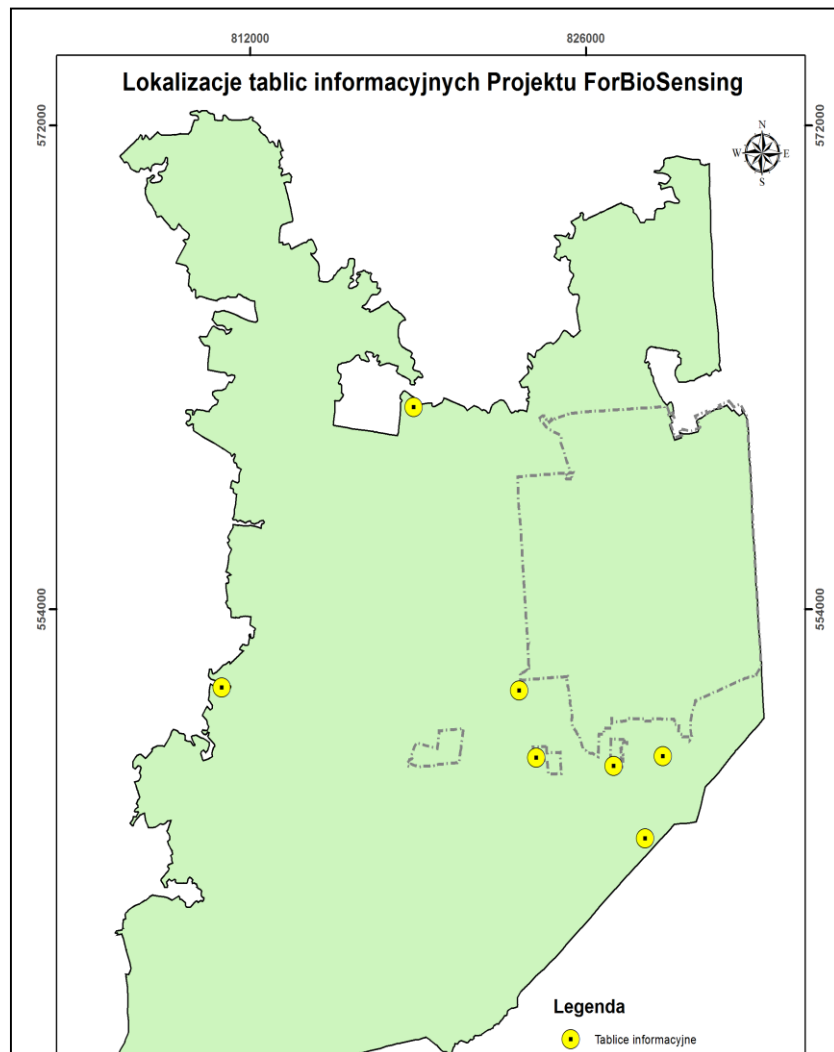 812000 826000
Lokalizacje tablic informacyjnych Projektu ForBioSensing
572000 572000
N
W E
S
554000 554000
Legenda
Tablice informacyjne